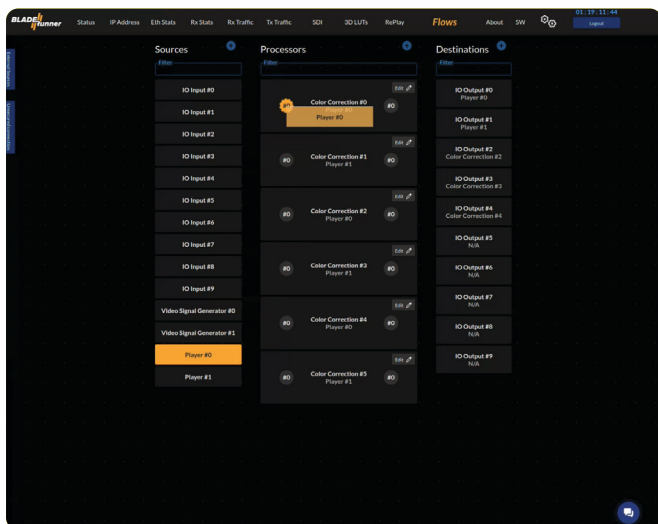 BLADE runner
Status IP Address Eth Stats Rx Stats Rx Traffic Tx Traffic SDI 3D LUTs RePlay Flows About SW
01:19:11:44
Logout
Sources
Filter
IO Input #0
IO Input #1
IO Input #2
IO Input #3
IO Input #4
IO Input #5
IO Input #6
IO Input #7
IO Input #8
IO Input #9
Video Signal Generator #0
Video Signal Generator #1
Player #0
Player #1
Processors
Filter
Edit
#0 Color Correction #0 #0
Player #0
Player #0
Edit
#0 Color Correction #1 #0
Player #1
Edit
#0 Color Correction #2 #0
Player #0
Edit
#0 Color Correction #3 #0
Player #1
Edit
#0 Color Correction #4 #0
Player #0
Edit
#0 Color Correction #5 #0
Player #1
Destinations
Filter
IO Output #0
Player #0
IO Output #1
Player #1
IO Output #2
Color Correction #2
IO Output #3
Color Correction #3
IO Output #4
Color Correction #4
IO Output #5
N/A
IO Output #6
N/A
IO Output #7
N/A
IO Output #8
N/A
IO Output #9
N/A